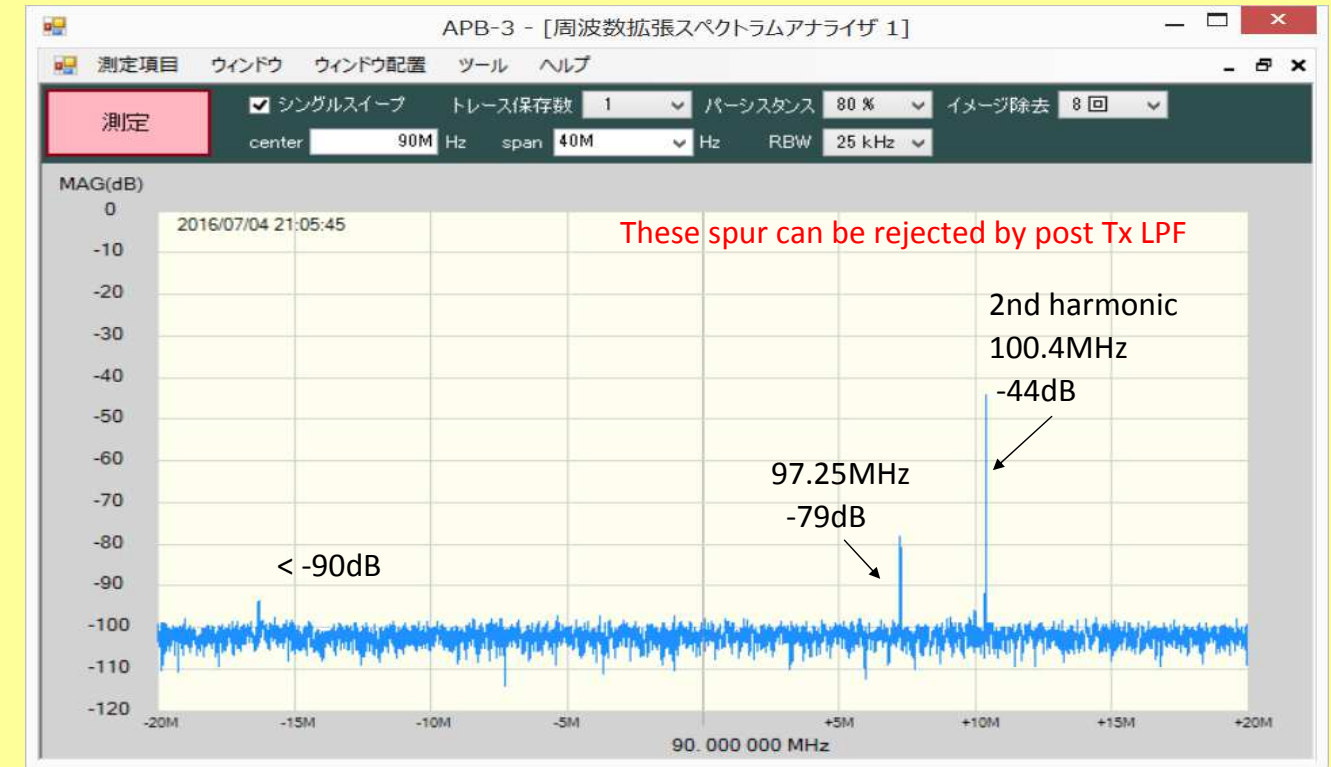 APB-3 - [周波数拡張スペクトラムアナライザ 1]
測定項目 ウィンドウ ウィンドウ配置 ツール ヘルプ
測定
シングルスイープ トレース保存数 1 パーシスタンス 80 % イメージ除去 8 回
center 90M Hz span 40M Hz RBW 25 kHz
MAG(dB)
0
2016/07/04 21:05:45
These spur can be rejected by post Tx LPF
-10
-20
2nd harmonic
-30
100.4MHz
-40
-44dB
-50
-60
97.25MHz
-70
-79dB
-80
< -90dB
-90
-100
-110
-120
-20M -15M -10M -5M +5M +10M +15M +20M
90. 000 000 MHz